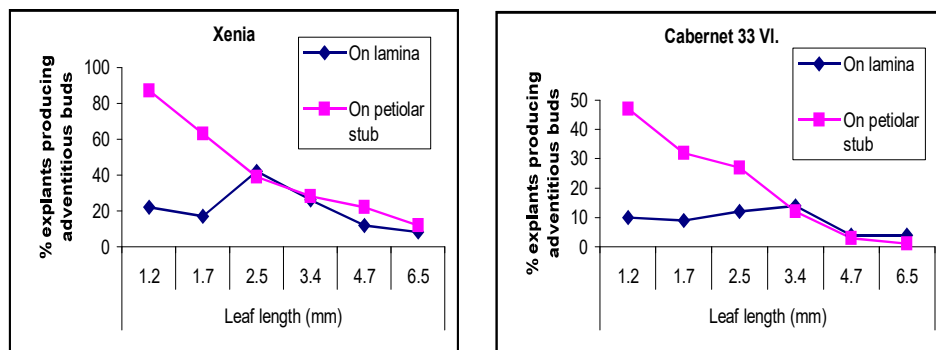 Xenia
On lamina
On petiolar
stub
% explants producing
adventitious buds
100
80
60
40
20
0
1.2 1.7 2.5 3.4 4.7 6.5
Leaf length (mm)
Cabernet 33 Vl.
On lamina
On petiolar
stub
% explants producing
adventitious buds
50
40
30
20
10
0
1.2 1.7 2.5 3.4 4.7 6.5
Leaf length (mm)